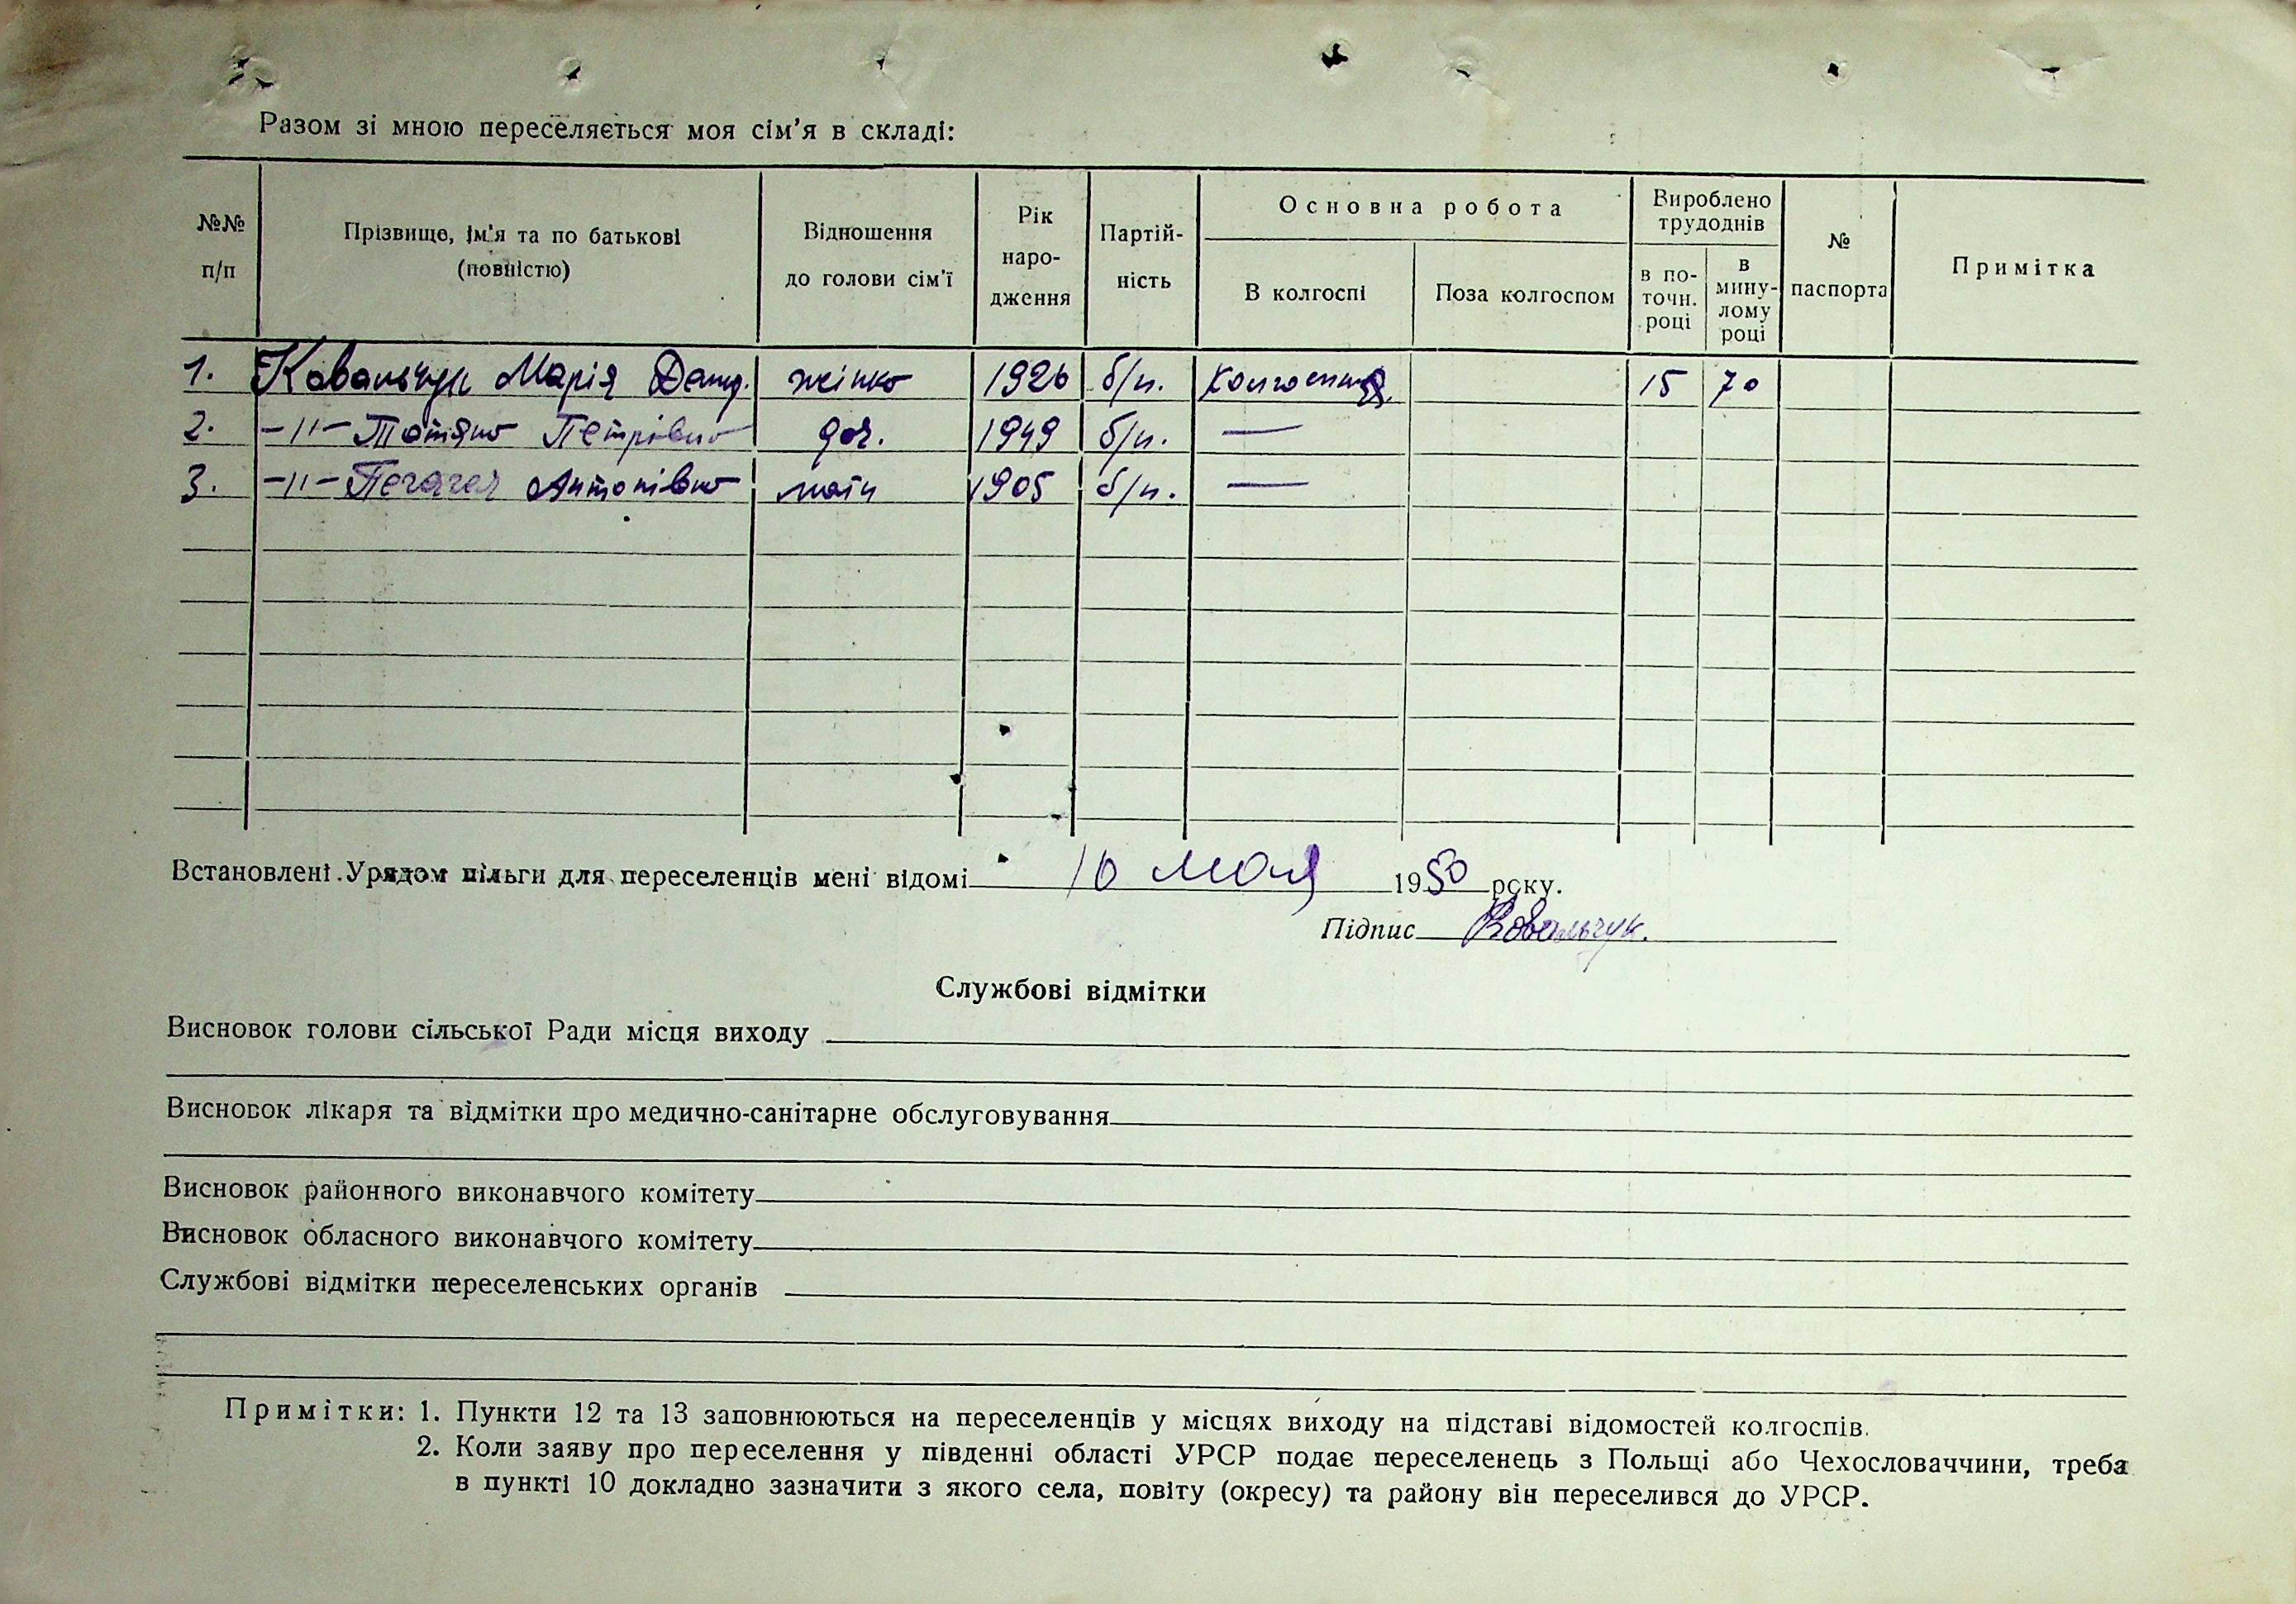 Разом зі мною переселяється моя сім'я в складі:
№№ п/п
Прізвище, ім'я та по батькові (повністю)
Відношення до голови сім'ї
Рік народження
Партійність
Основна робота
В колгоспі
Поза колгоспом
Вироблено трудоднів
в поточн. році
в минулому році
№ паспорта
Примітка
1. Ковальчук Марія Дем. жінка 1926 б/п. колгоспниця 15 70
2. -"- Тотяна Петрівна доч. 1949 б/п. —
3. -"- Антонівна мати 1905 б/п. —
Встановлені Урядом пільги для переселенців мені відомі 10 мая 1950 року.
Підпис Ковальчук.
Службові відмітки
Висновок голови сільської Ради місця виходу
Висновок лікаря та відмітки про медично-санітарне обслуговування
Висновок районного виконавчого комітету
Висновок обласного виконавчого комітету
Службові відмітки переселенських органів
Примітки: 1. Пункти 12 та 13 заповнюються на переселенців у місцях виходу на підставі відомостей колгоспів.
2. Коли заяву про переселення у південні області УРСР подає переселенець з Польщі або Чехословаччини, треба
в пункті 10 докладно зазначити з якого села, повіту (окресу) та району він переселився до УРСР.